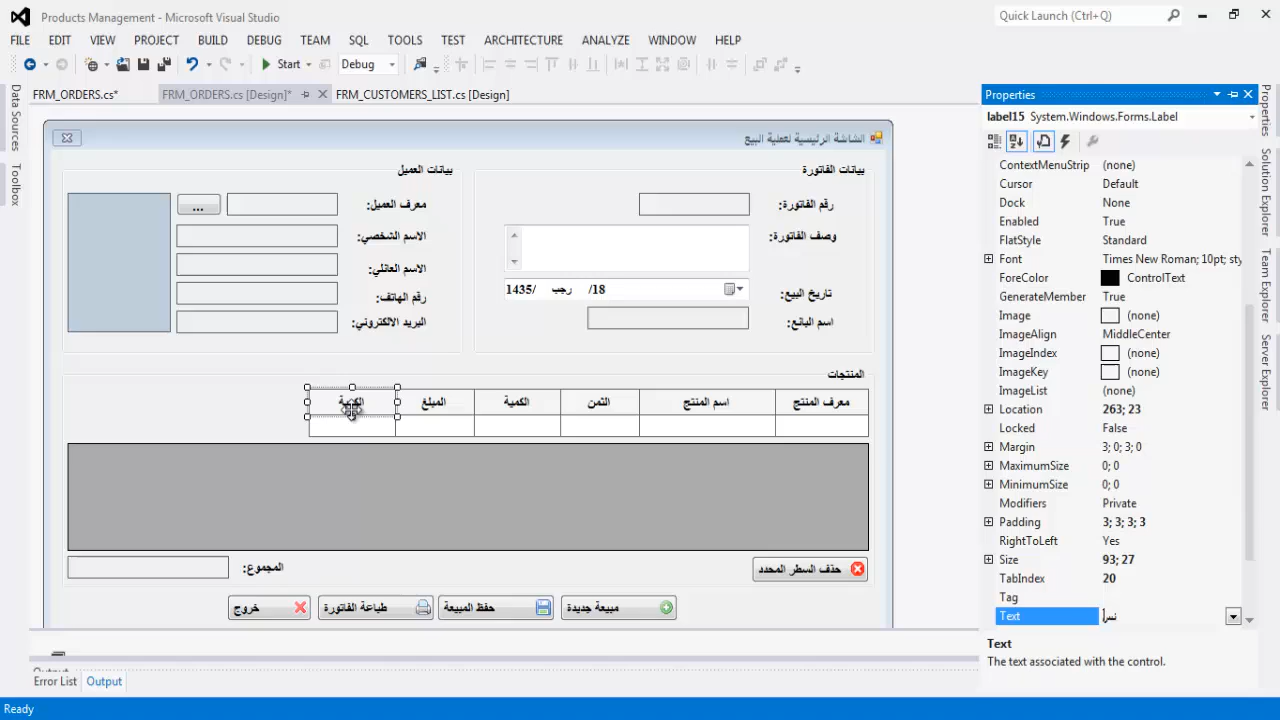 Products Management - Microsoft Visual Studio
Quick Launch (Ctrl+Q)
FILE EDIT VIEW PROJECT BUILD DEBUG TEAM SQL TOOLS TEST ARCHITECTURE ANALYZE WINDOW HELP
Start Debug
FRM_ORDERS.cs* FRM_ORDERS.cs [Design]* FRM_CUSTOMERS_LIST.cs [Design]
Data Sources
Toolbox
الشاشة الرئيسية لعملية البيع
بيانات الفاتورة
رقم الفاتورة:
وصف الفاتورة:
تاريخ البيع:
18/ رجب /1435
اسم البائع:
بيانات العميل
معرف العميل:
...
الاسم الشخصي:
الاسم العائلي:
رقم الهاتف:
البريد الالكتروني:
المنتجات
معرف المنتج اسم المنتج الثمن الكمية المبلغ الكمية
حذف السطر المحدد
المجموع:
مبيعة جديدة حفظ المبيعة طباعة الفاتورة خروج
Output
Error List Output
Ready
Properties
label15 System.Windows.Forms.Label
ContextMenuStrip (none)
Cursor Default
Dock None
Enabled True
FlatStyle Standard
Font Times New Roman; 10pt; sty
ForeColor ControlText
GenerateMember True
Image (none)
ImageAlign MiddleCenter
ImageIndex (none)
ImageKey (none)
ImageList (none)
Location 263; 23
Locked False
Margin 3; 0; 3; 0
MaximumSize 0; 0
MinimumSize 0; 0
Modifiers Private
Padding 3; 3; 3; 3
RightToLeft Yes
Size 93; 27
TabIndex 20
Tag
Text نس
Text
The text associated with the control.
Properties
Solution Explorer
Team Explorer
Server Explorer